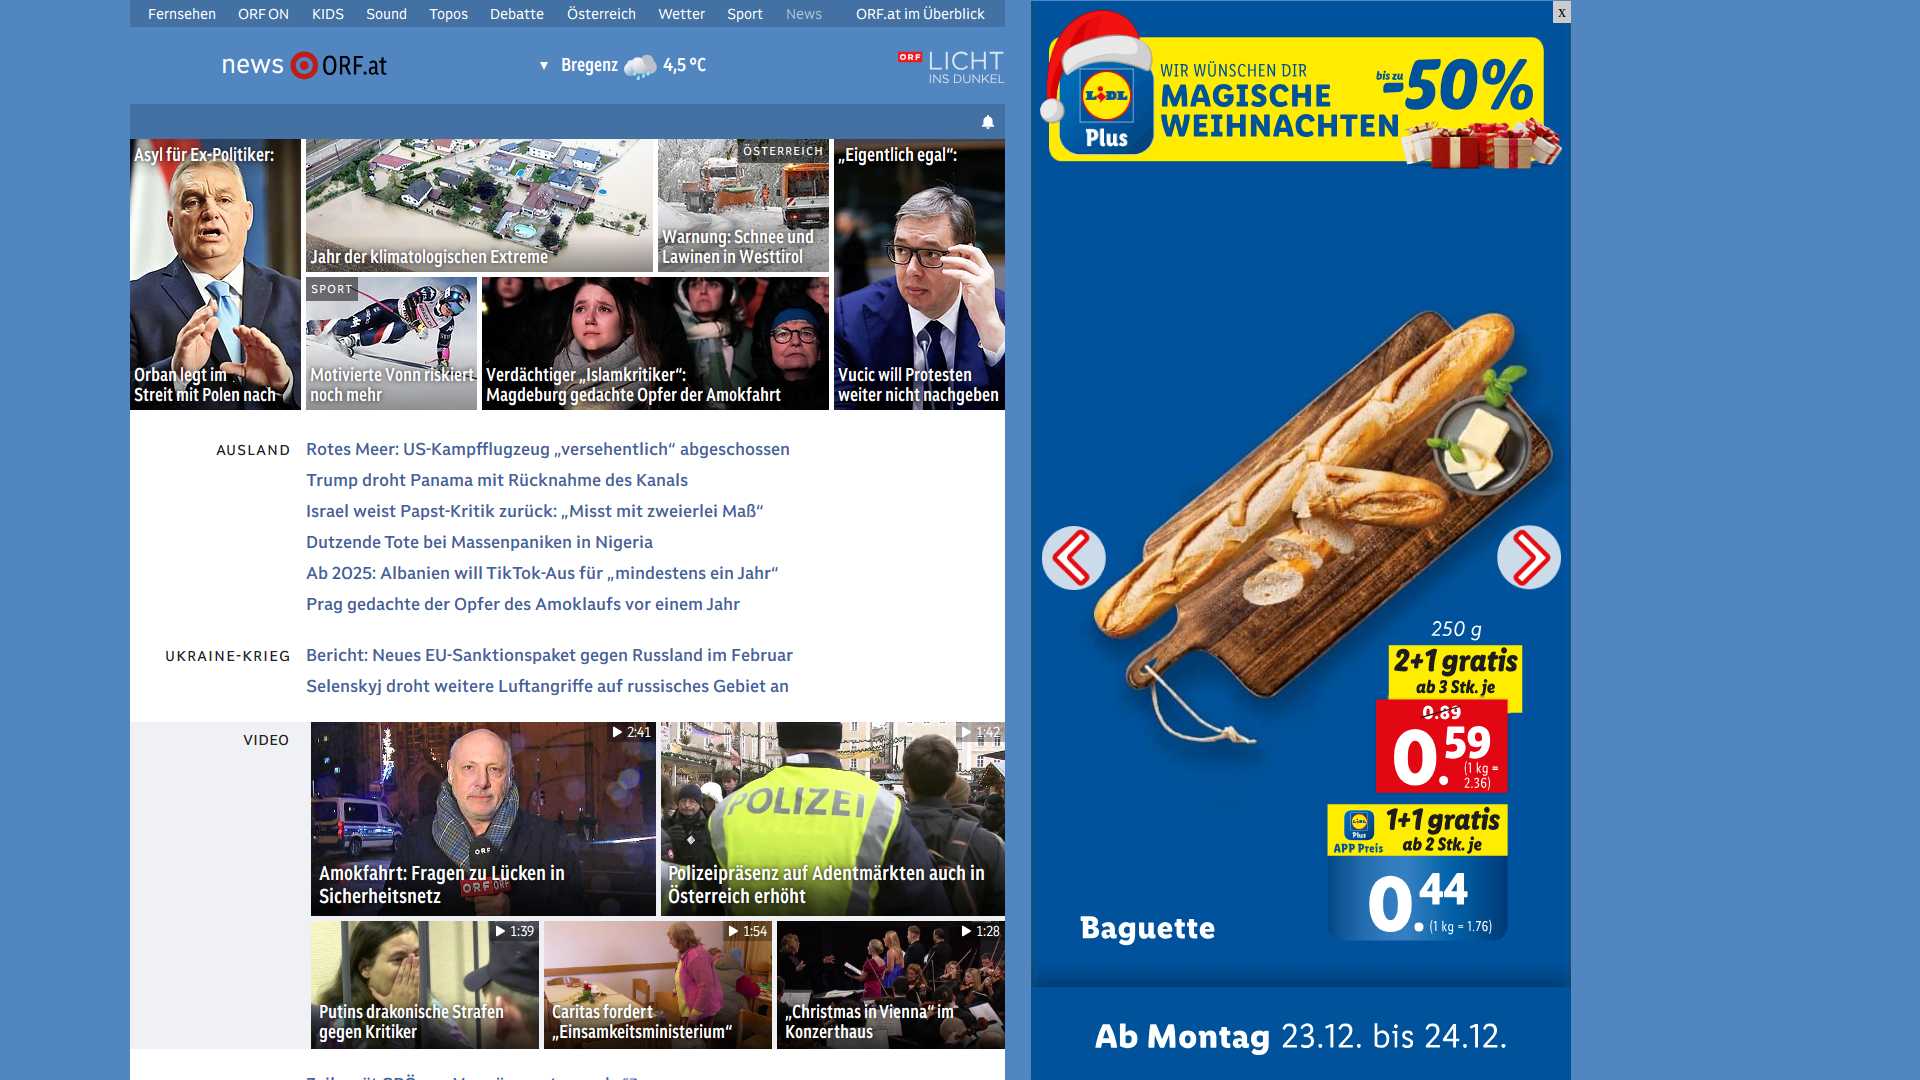 Fernsehen ORF ON KIDS Sound Topos Debatte Österreich Wetter Sport News ORF.at im Überblick
news ORF.at
▼ Bregenz 4,5 °C
ORF LICHT
INS DUNKEL
Asyl für Ex-Politiker:
Orban legt im
Streit mit Polen nach
Jahr der klimatologischen Extreme
ÖSTERREICH
Warnung: Schnee und
Lawinen in Westtirol
„Eigentlich egal“:
Vucic will Protesten
weiter nicht nachgeben
SPORT
Motivierte Vonn riskiert
noch mehr
Verdächtiger „Islamkritiker“:
Magdeburg gedachte Opfer der Amokfahrt
AUSLAND
Rotes Meer: US-Kampfflugzeug „versehentlich“ abgeschossen
Trump droht Panama mit Rücknahme des Kanals
Israel weist Papst-Kritik zurück: „Misst mit zweierlei Maß“
Dutzende Tote bei Massenpaniken in Nigeria
Ab 2025: Albanien will TikTok-Aus für „mindestens ein Jahr“
Prag gedachte der Opfer des Amoklaufs vor einem Jahr
UKRAINE-KRIEG
Bericht: Neues EU-Sanktionspaket gegen Russland im Februar
Selenskyj droht weitere Luftangriffe auf russisches Gebiet an
VIDEO
2:41
ORF
ORF ORF
Amokfahrt: Fragen zu Lücken in
Sicherheitsnetz
1:42
POLIZEI
Polizeipräsenz auf Adentmärkten auch in
Österreich erhöht
1:39
Putins drakonische Strafen
gegen Kritiker
1:54
Caritas fordert
„Einsamkeitsministerium“
1:28
„Christmas in Vienna“ im
Konzerthaus
x
LIDL
Plus
WIR WÜNSCHEN DIR
MAGISCHE
WEIHNACHTEN
bis zu
-50%
250 g
2+1 gratis
ab 3 Stk. je
0.89
0.59
(1 kg =
2.36)
LIDL
Plus
APP Preis
1+1 gratis
ab 2 Stk. je
0.44
(1 kg = 1.76)
Baguette
Ab Montag 23.12. bis 24.12.